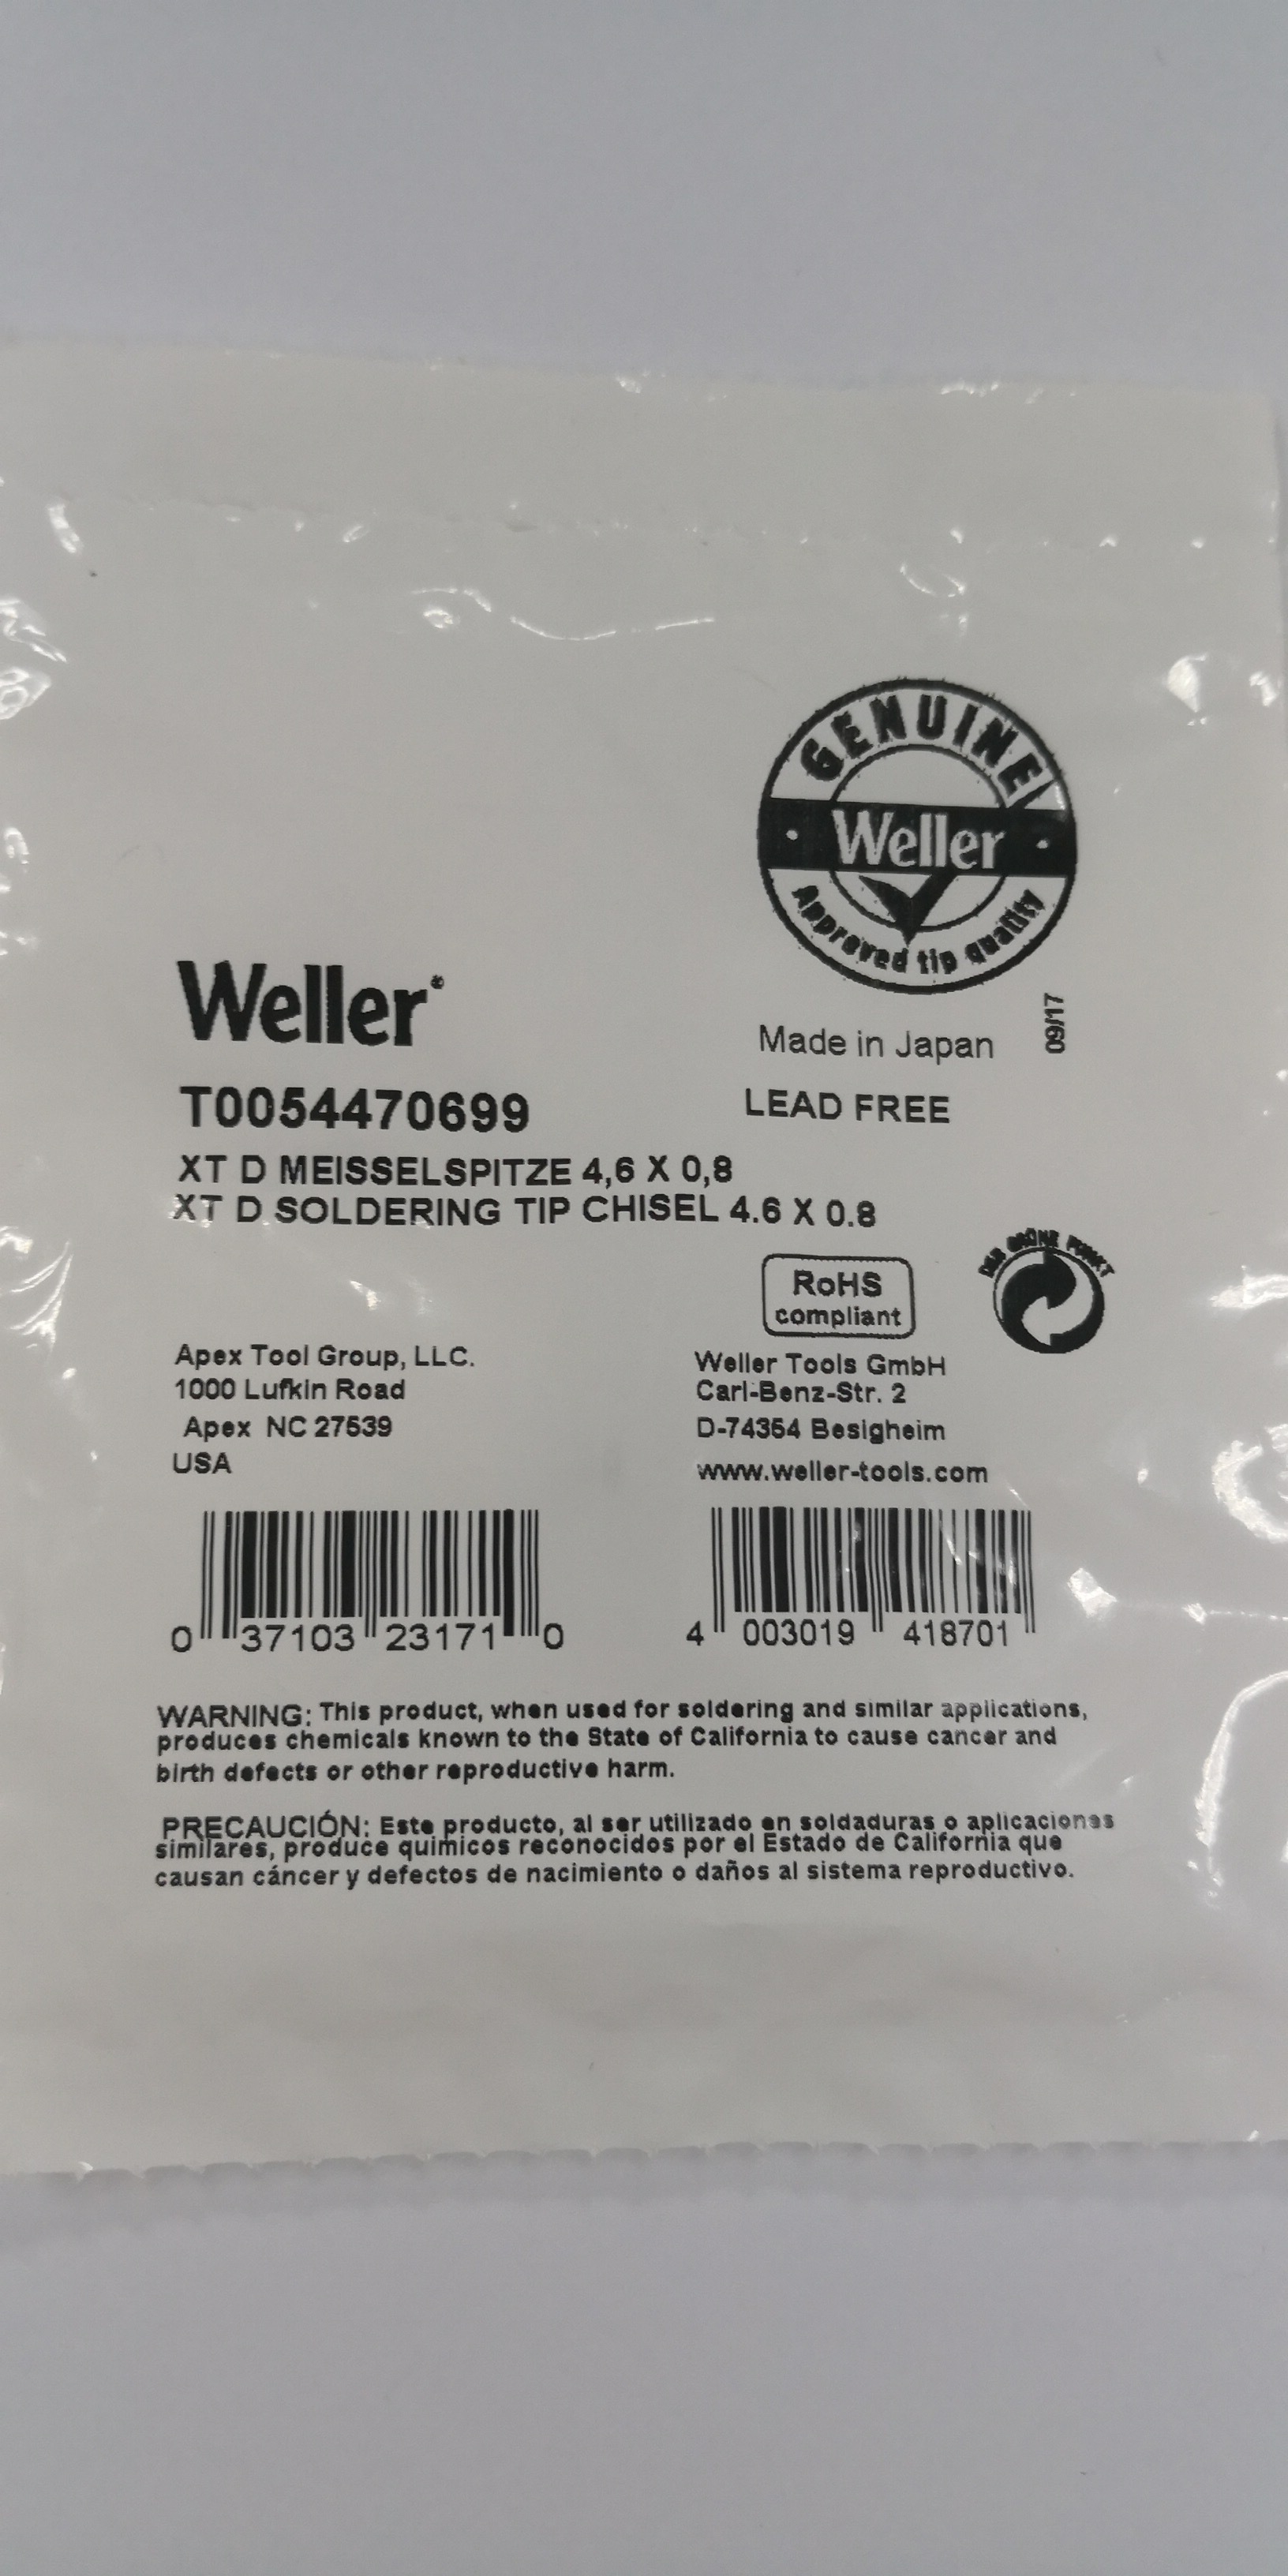 GENUINE
Weller
Approved tip quality
Weller®
Made in Japan
09/17
T0054470699
LEAD FREE
XT D MEISSELSPITZE 4,6 X 0,8
XT D SOLDERING TIP CHISEL 4.6 X 0.8
RoHS
compliant
DER GRÜNE PUNKT
Apex Tool Group, LLC.
1000 Lufkin Road
Apex NC 27539
USA
Weller Tools GmbH
Carl-Benz-Str. 2
D-74354 Besigheim
www.weller-tools.com
0 37103 23171 0
4 003019 418701
WARNING: This product, when used for soldering and similar applications,
produces chemicals known to the State of California to cause cancer and
birth defects or other reproductive harm.
PRECAUCIÓN: Este producto, al ser utilizado en soldaduras o aplicaciones
similares, produce químicos reconocidos por el Estado de California que
causan cáncer y defectos de nacimiento o daños al sistema reproductivo.